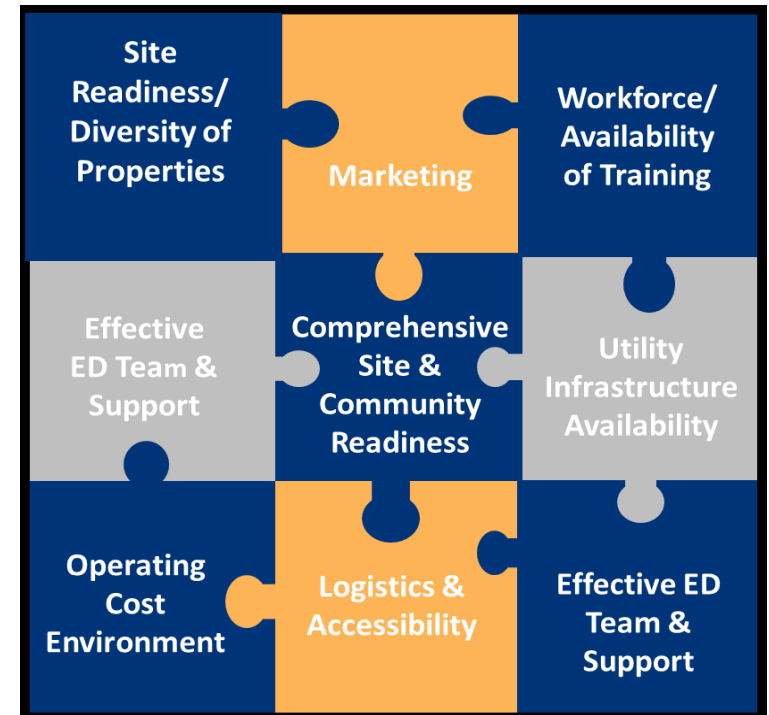 Site
Readiness/
Diversity of
Properties
Marketing
Workforce/
Availability
of Training
Effective
ED Team &
Support
Comprehensive
Site &
Community
Readiness
Utility
Infrastructure
Availability
Operating
Cost
Environment
Logistics &
Accessibility
Effective ED
Team &
Support